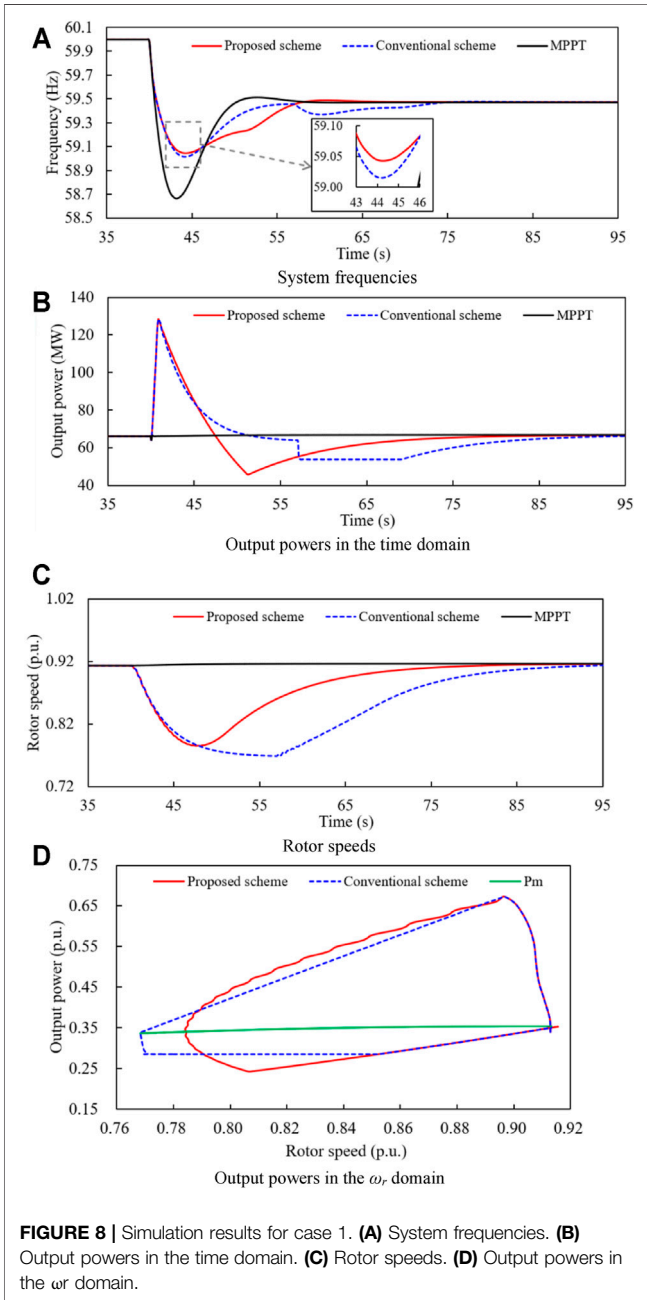 A
Proposed scheme Conventional scheme MPPT
Frequency (Hz)
60.1
59.9
59.7
59.5
59.3
59.1
58.9
58.7
58.5
59.10
59.05
59.00
43 44 45 46
35 45 55 65 75 85 95
Time (s)
System frequencies
B
Proposed scheme Conventional scheme MPPT
Output power (MW)
140
120
100
80
60
40
35 45 55 65 75 85 95
Time (s)
Output powers in the time domain
C
Proposed scheme Conventional scheme MPPT
Rotor speed (p.u.)
1.02
0.92
0.82
0.72
35 45 55 65 75 85 95
Time (s)
Rotor speeds
D
Proposed scheme Conventional scheme Pm
Output power (p.u.)
0.75
0.65
0.55
0.45
0.35
0.25
0.15
0.76 0.78 0.80 0.82 0.84 0.86 0.88 0.90 0.92
Rotor speed (p.u.)
Output powers in the ωr domain
FIGURE 8 | Simulation results for case 1. (A) System frequencies. (B)
Output powers in the time domain. (C) Rotor speeds. (D) Output powers in
the ωr domain.